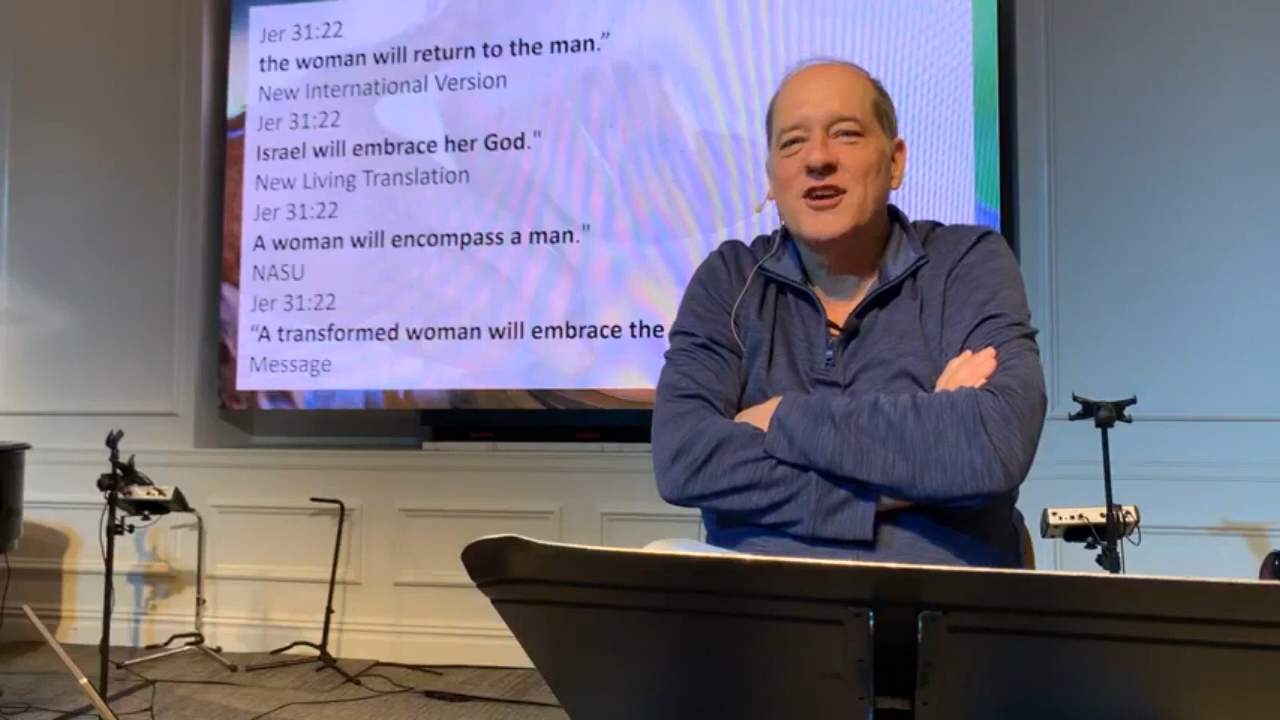 Jer 31:22
the woman will return to the man.”
New International Version
Jer 31:22
Israel will embrace her God."
New Living Translation
Jer 31:22
A woman will encompass a man."
NASU
Jer 31:22
“A transformed woman will embrace the
Message